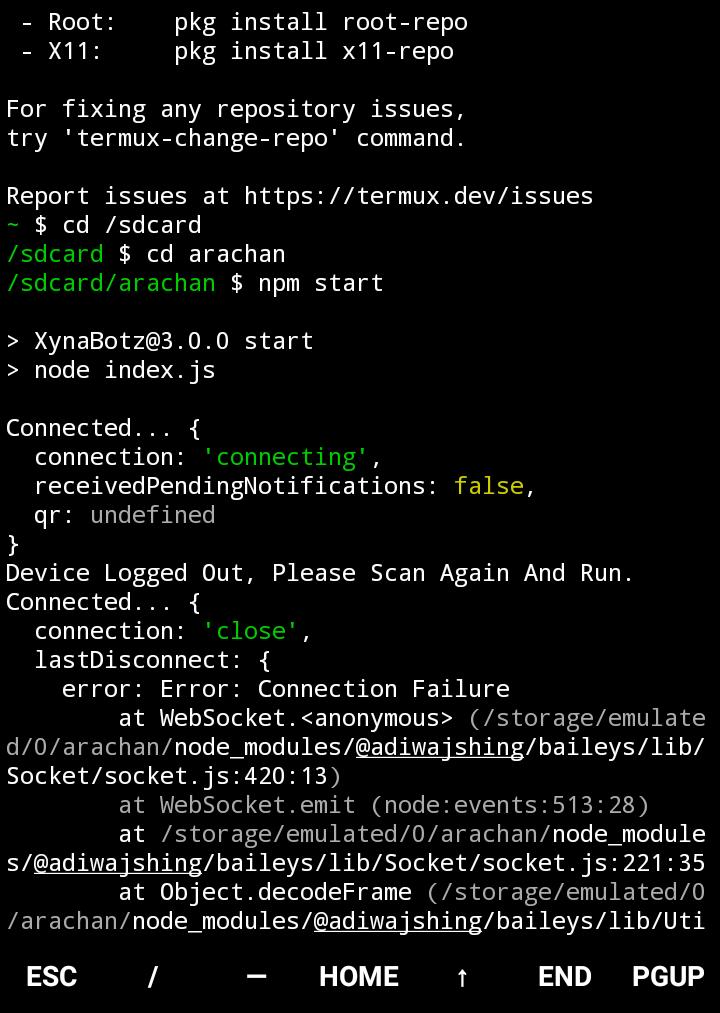 - Root:    pkg install root-repo
- X11:     pkg install x11-repo
For fixing any repository issues,
try 'termux-change-repo' command.
Report issues at https://termux.dev/issues
~ $ cd /sdcard
/sdcard $ cd arachan
/sdcard/arachan $ npm start
> XynaBotz@3.0.0 start
> node index.js
Connected... {
  connection: 'connecting',
  receivedPendingNotifications: false,
  qr: undefined
}
Device Logged Out, Please Scan Again And Run.
Connected... {
  connection: 'close',
  lastDisconnect: {
    error: Error: Connection Failure
        at WebSocket.<anonymous> (/storage/emulate
d/0/arachan/node_modules/@adiwajshing/baileys/lib/
Socket/socket.js:420:13)
        at WebSocket.emit (node:events:513:28)
        at /storage/emulated/0/arachan/node_module
s/@adiwajshing/baileys/lib/Socket/socket.js:221:35
        at Object.decodeFrame (/storage/emulated/0
/arachan/node_modules/@adiwajshing/baileys/lib/Uti
ESC / — HOME ↑ END PGUP